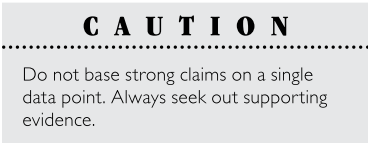 CAUTION
Do not base strong claims on a single
data point. Always seek out supporting
evidence.